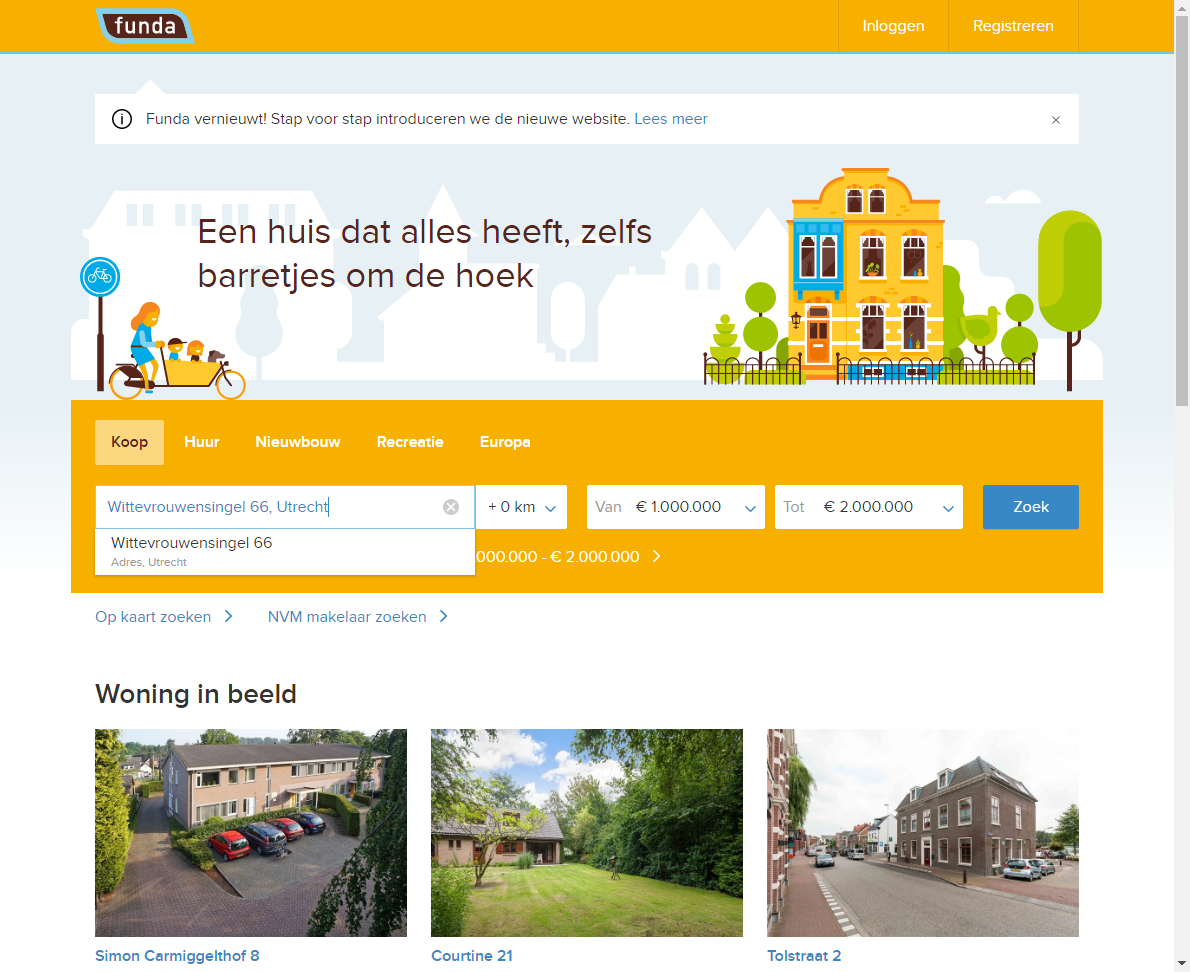 funda
Inloggen
Registreren
Funda vernieuwt! Stap voor stap introduceren we de nieuwe website. Lees meer
Een huis dat alles heeft, zelfs
barretjes om de hoek
Koop
Huur
Nieuwbouw
Recreatie
Europa
Wittevrouwensingel 66, Utrecht
+ 0 km
Van € 1.000.000
Tot € 2.000.000
Zoek
Wittevrouwensingel 66
Adres, Utrecht
000.000 - € 2.000.000
Op kaart zoeken
NVM makelaar zoeken
Woning in beeld
Simon Carmiggelthof 8
Courtine 21
Tolstraat 2